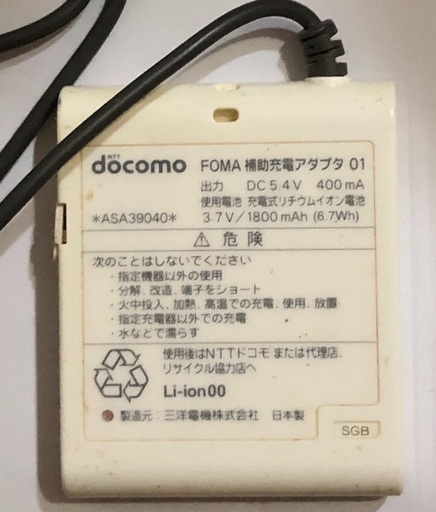 NTT
docomo FOMA 補助充電アダプタ 01
出力 DC 5.4V 400mA
使用電池 充電式リチウムイオン電池
*ASA39040* 3.7V/1800mAh (6.7Wh)
⚠ 危険
次のことはしないでください
・指定機器以外の使用
・分解、改造、端子をショート
・火中投入、加熱、高温での充電、使用、放置
・指定充電器以外での充電
・水などで濡らす
使用後はNTTドコモまたは代理店、
リサイクル協力店へ
Li-ion00
製造元:三洋電機株式会社 日本製
SGB